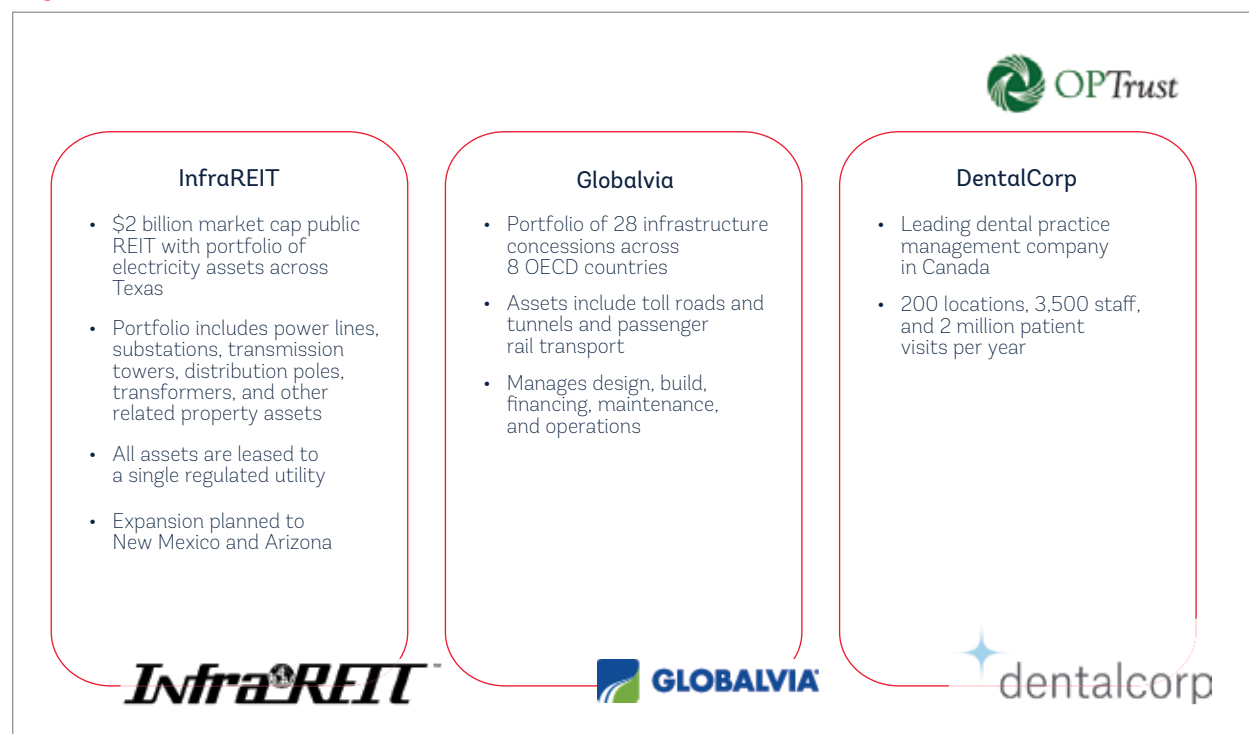 OPTrust
InfraREIT
• $2 billion market cap public
REIT with portfolio of
electricity assets across
Texas
• Portfolio includes power lines,
substations, transmission
towers, distribution poles,
transformers, and other
related property assets
• All assets are leased to
a single regulated utility
• Expansion planned to
New Mexico and Arizona
InfraREIT
Globalvia
• Portfolio of 28 infrastructure
concessions across
8 OECD countries
• Assets include toll roads and
tunnels and passenger
rail transport
• Manages design, build,
financing, maintenance,
and operations
GLOBALVIA
DentalCorp
• Leading dental practice
management company
in Canada
• 200 locations, 3,500 staff,
and 2 million patient
visits per year
dentalcorp